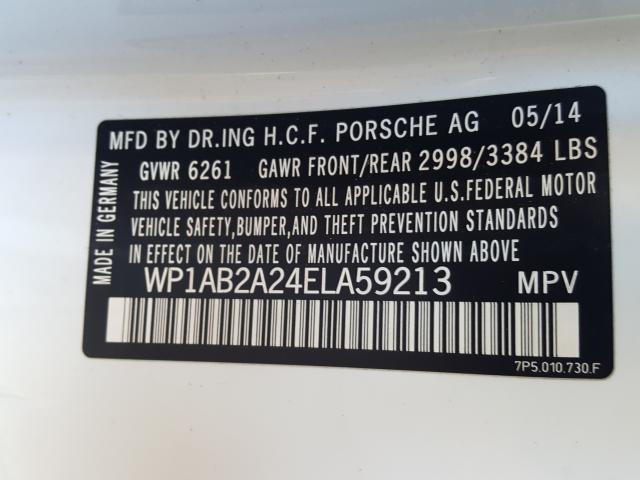 MFD BY DR.ING H.C.F. PORSCHE AG 05/14
GVWR 6261 GAWR FRONT/REAR 2998/3384 LBS
THIS VEHICLE CONFORMS TO ALL APPLICABLE U.S.FEDERAL MOTOR
VEHICLE SAFETY,BUMPER,AND THEFT PREVENTION STANDARDS
IN EFFECT ON THE DATE OF MANUFACTURE SHOWN ABOVE
WP1AB2A24ELA59213 MPV
7P5.010.730.F
MADE IN GERMANY